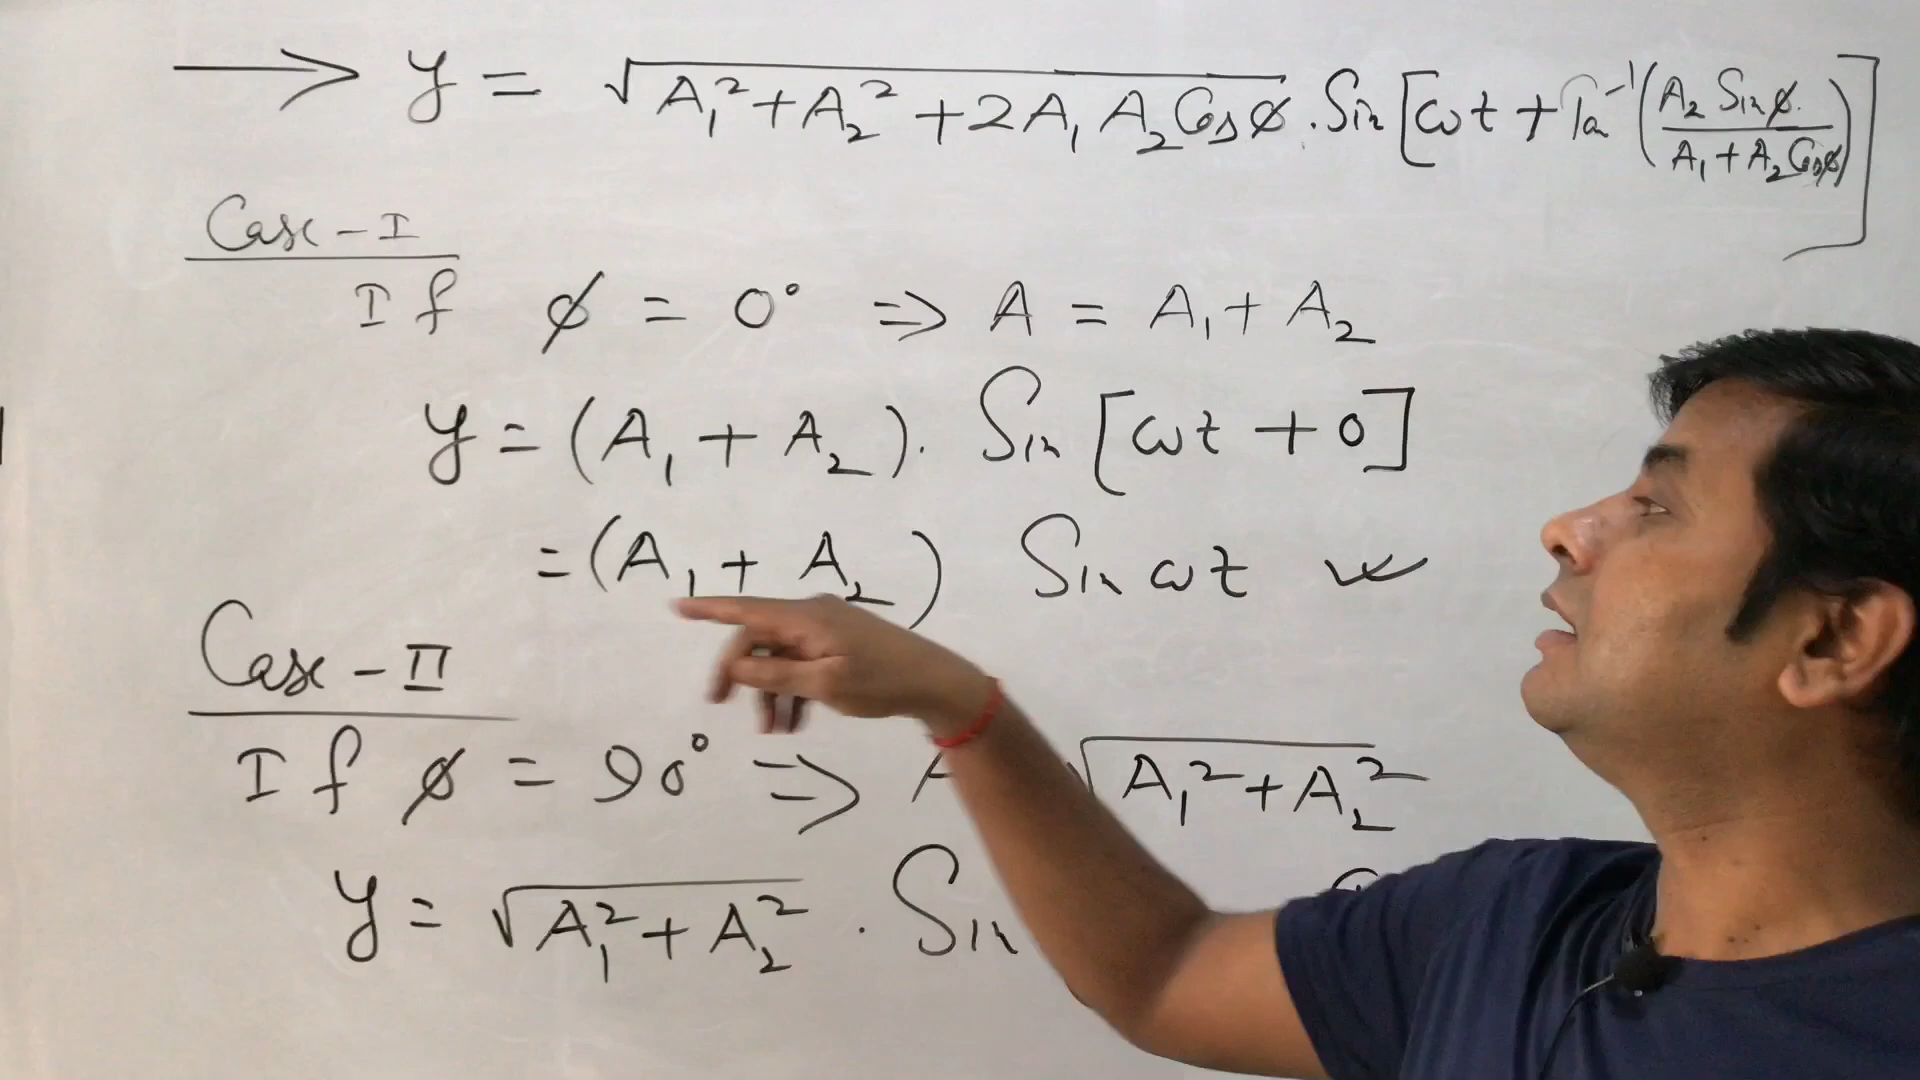 → y = √(A₁² + A₂² + 2A₁A₂ Cos φ) . Sin [ωt + Tan⁻¹ (A₂ Sin φ / A₁ + A₂ Cos φ)]
Case - I
If φ = 0° ⇒ A = A₁ + A₂
y = (A₁ + A₂) . Sin [ωt + 0]
= (A₁ + A₂) Sin ωt
Case - II
If φ = 90° ⇒ A √(A₁² + A₂²)
y = √(A₁² + A₂²) . Sin